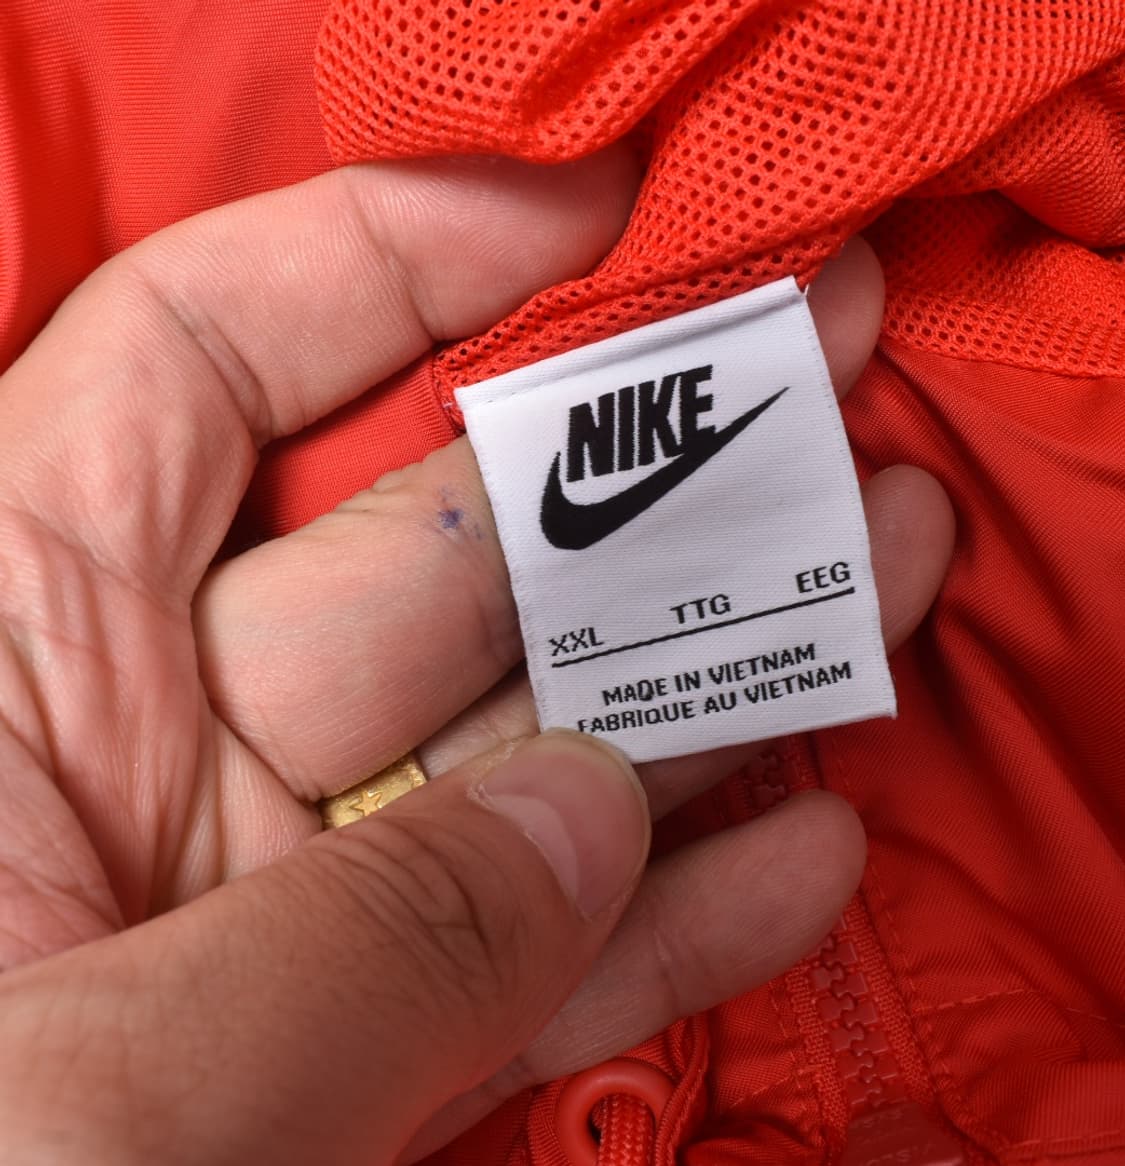 NIKE
XXL TTG EEG
MADE IN VIETNAM
FABRIQUE AU VIETNAM